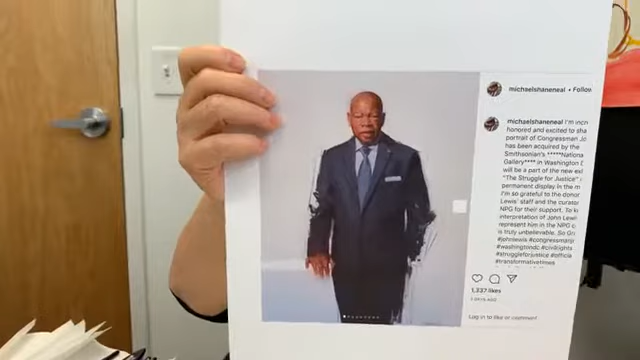 michaelshaneneal • Follow
michaelshaneneal I'm incr
honored and excited to sha
portrait of Congressman Jo
has been acquired by the
Smithsonian's *****Nationa
Gallery**** in Washington D
will be a part of the new ex
"The Struggle for Justice"
permanent display in the m
I'm so grateful to the donor
Lewis' staff and the curator
NPG for their support. To k
interpretation of John Lewi
represent him in the NPG c
is truly unbelievable. So Gr
#johnlewis #congressmanjo
#washingtondc #civilrights
#struggleforjustice #officia
#transformativetimes
1,337 likes
Log in to like or comment